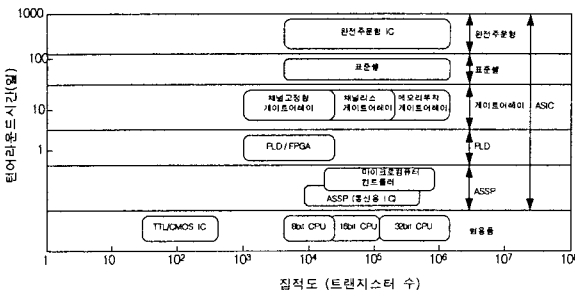 1000
완전주문형 IC
완전주문형
100
표준셀
표준셀
채널고정형
게이트어레이
채널리스
게이트어레이
메모리부착
게이트어레이
게이트어레이
ASIC
10
턴어라운드시간(일)
1
PLD/FPGA
PLD
마이크로컴퓨터
컨트롤러
ASSP (통신용 IC)
ASSP
TTL/CMOS IC
8bit CPU
16bit CPU
32bit CPU
범용품
1
10
10²
10³
10⁴
10⁵
10⁶
10⁷
10⁸
집적도 (트랜지스터 수)